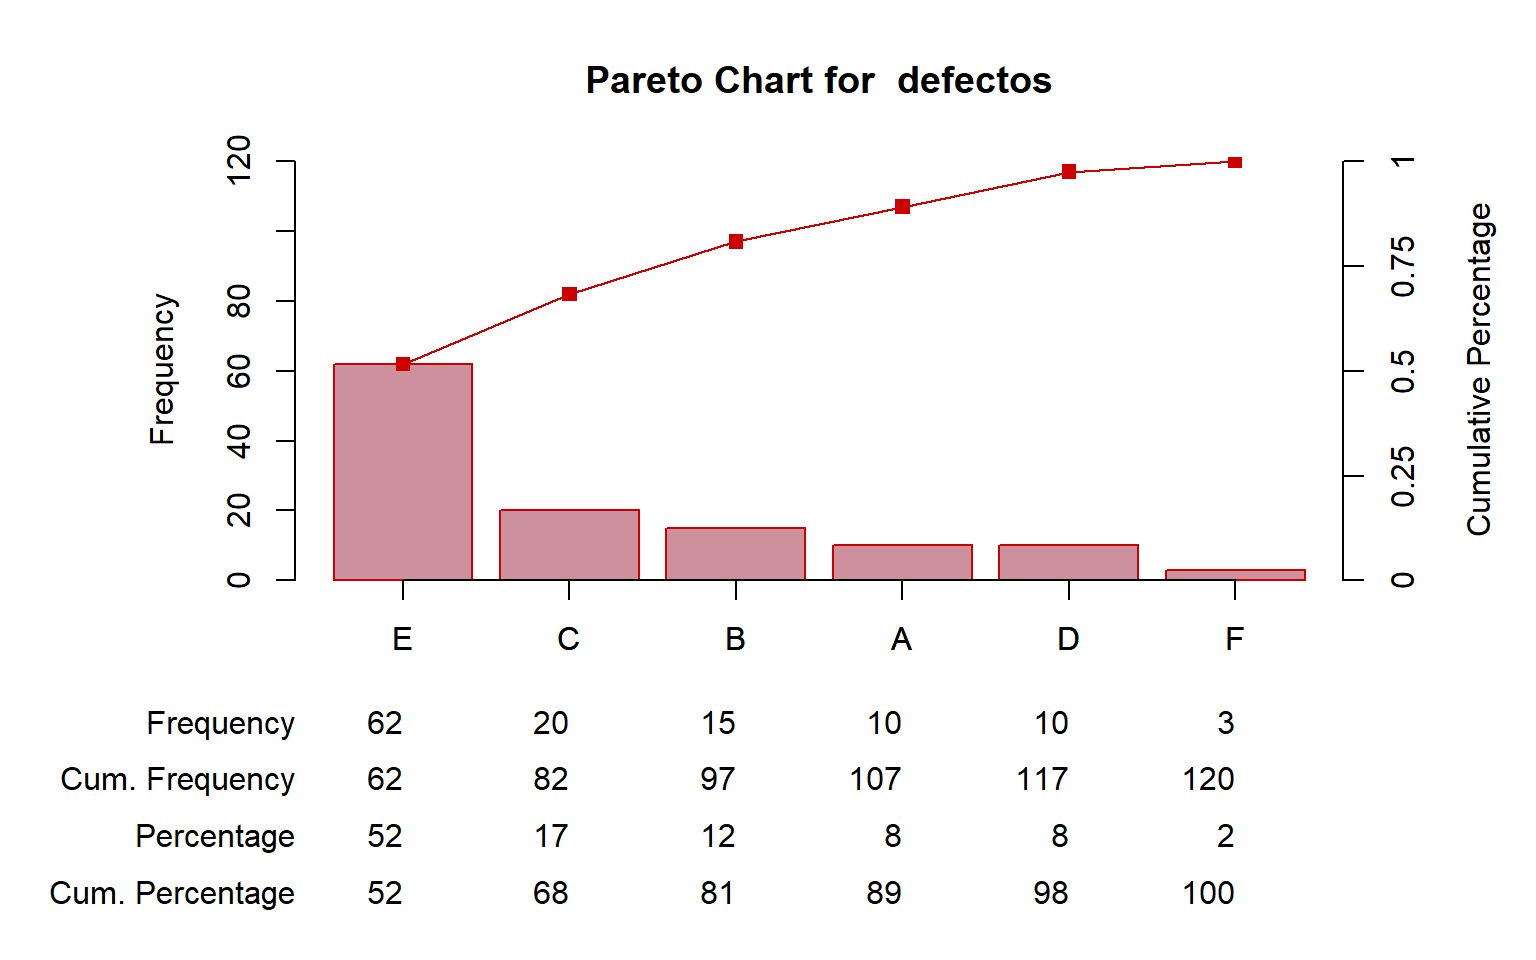 Pareto Chart for  defectos
Frequency
120
80
60
40
20
0
1
0.75
0.5
0.25
0
Cumulative Percentage
E C B A D F
Frequency 62 20 15 10 10 3
Cum. Frequency 62 82 97 107 117 120
Percentage 52 17 12 8 8 2
Cum. Percentage 52 68 81 89 98 100